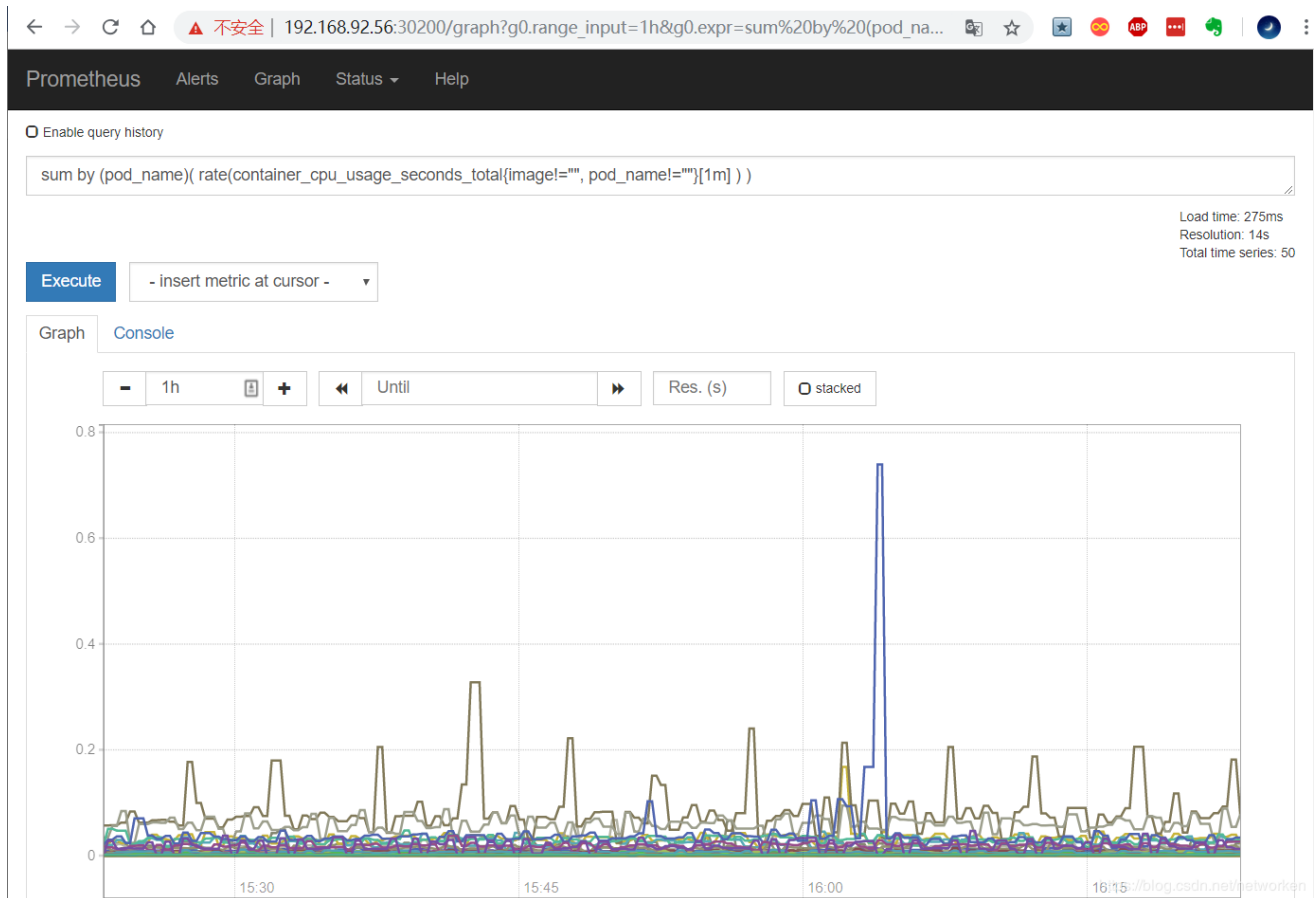 不安全 | 192.168.92.56:30200/graph?g0.range_input=1h&g0.expr=sum%20by%20(pod_na...
ABP
Prometheus Alerts Graph Status Help
Enable query history
sum by (pod_name)( rate(container_cpu_usage_seconds_total{image!="", pod_name!=""}[1m] ) )
Load time: 275ms
Resolution: 14s
Total time series: 50
Execute - insert metric at cursor -
Graph Console
- 1h + Until Res. (s) stacked
0.8
0.6
0.4
0.2
0
15:30 15:45 16:00 16:15
https://blog.csdn.net/networken